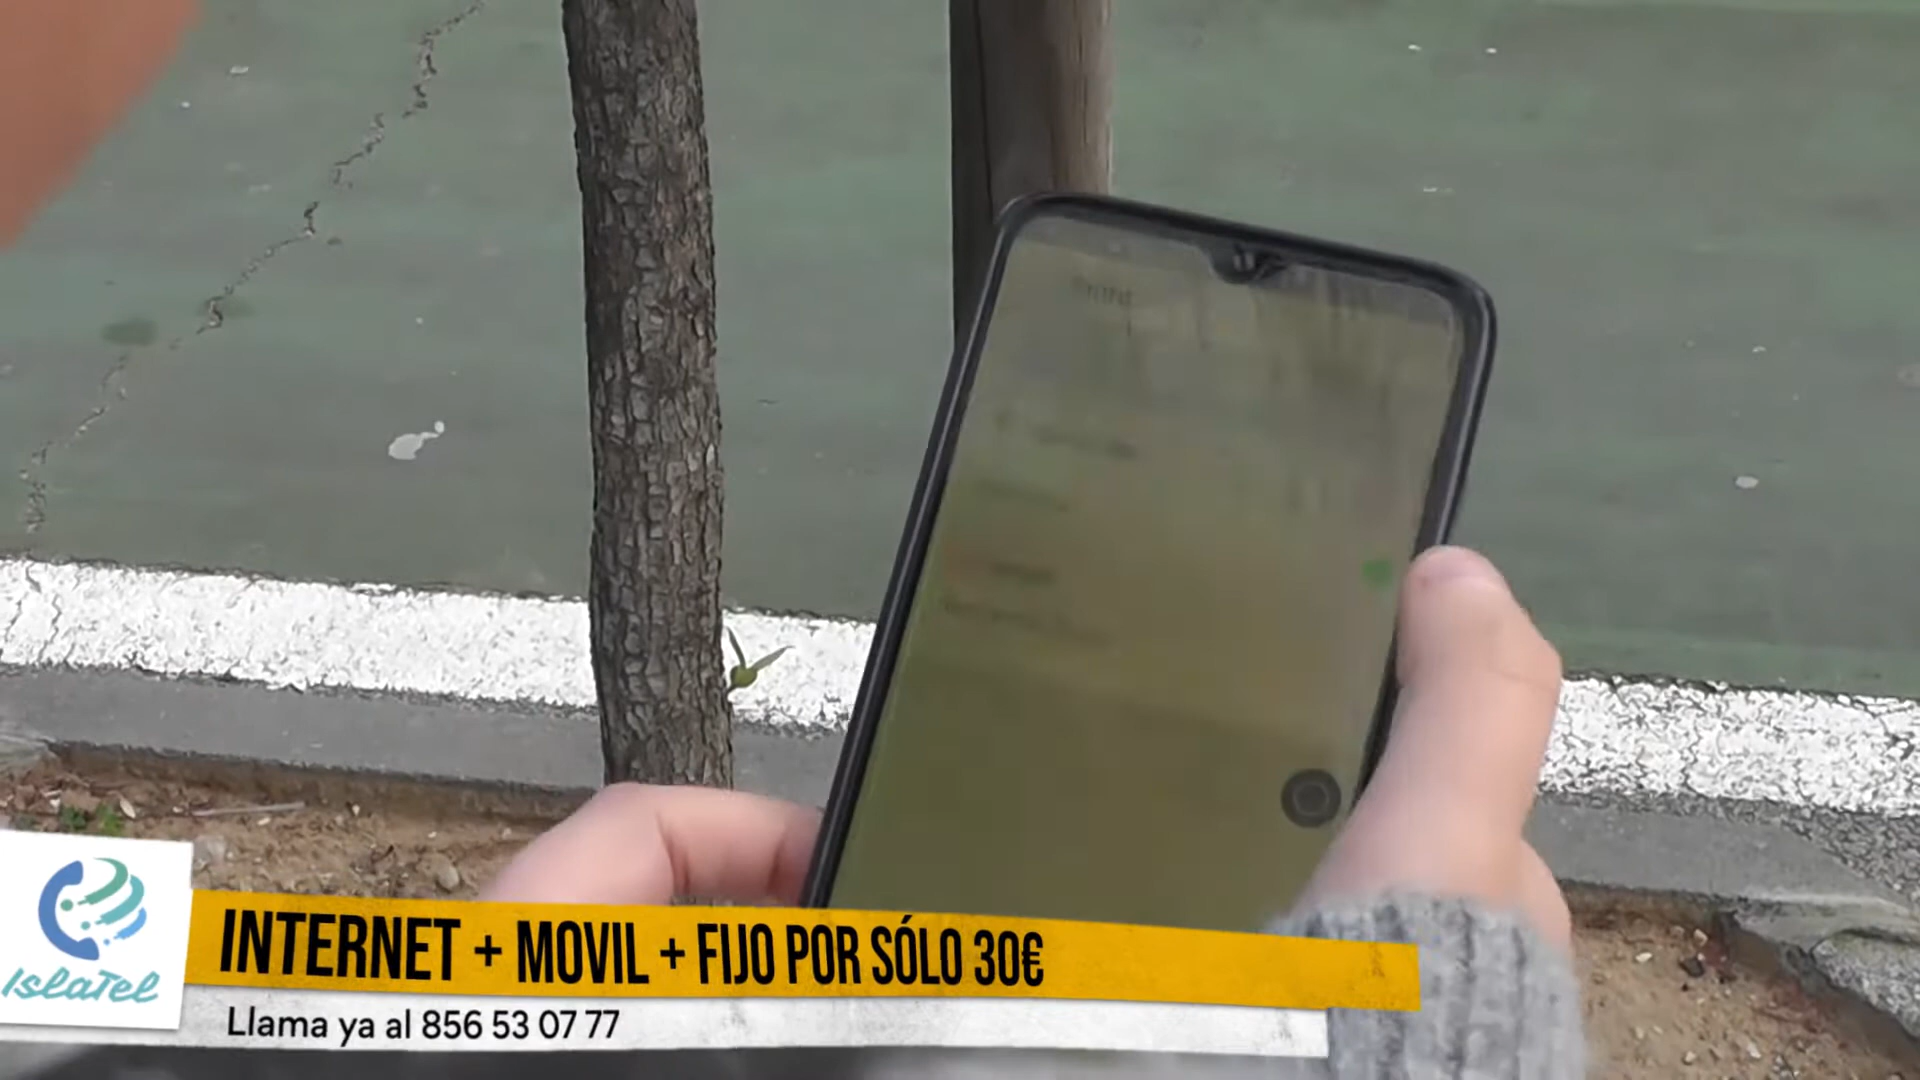 IslaTel
INTERNET + MOVIL + FIJO POR SÓLO 30€
Llama ya al 856 53 07 77